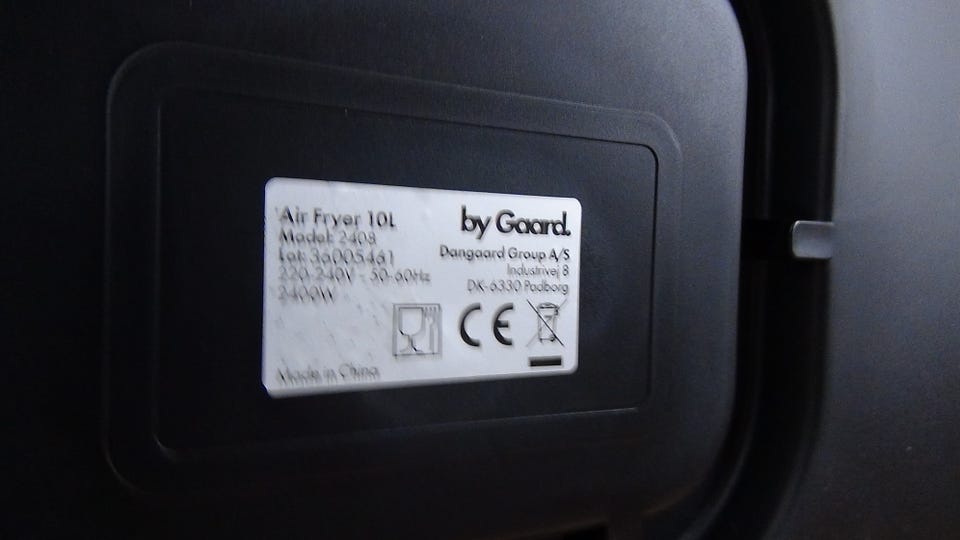 Air Fryer 10L
Model: 2408
Lot: 36005461
220-240V - 50-60Hz
2400W
Made in China
by Gaard.
Dangaard Group A/S
Industrivej 8
DK-6330 Padborg
CE